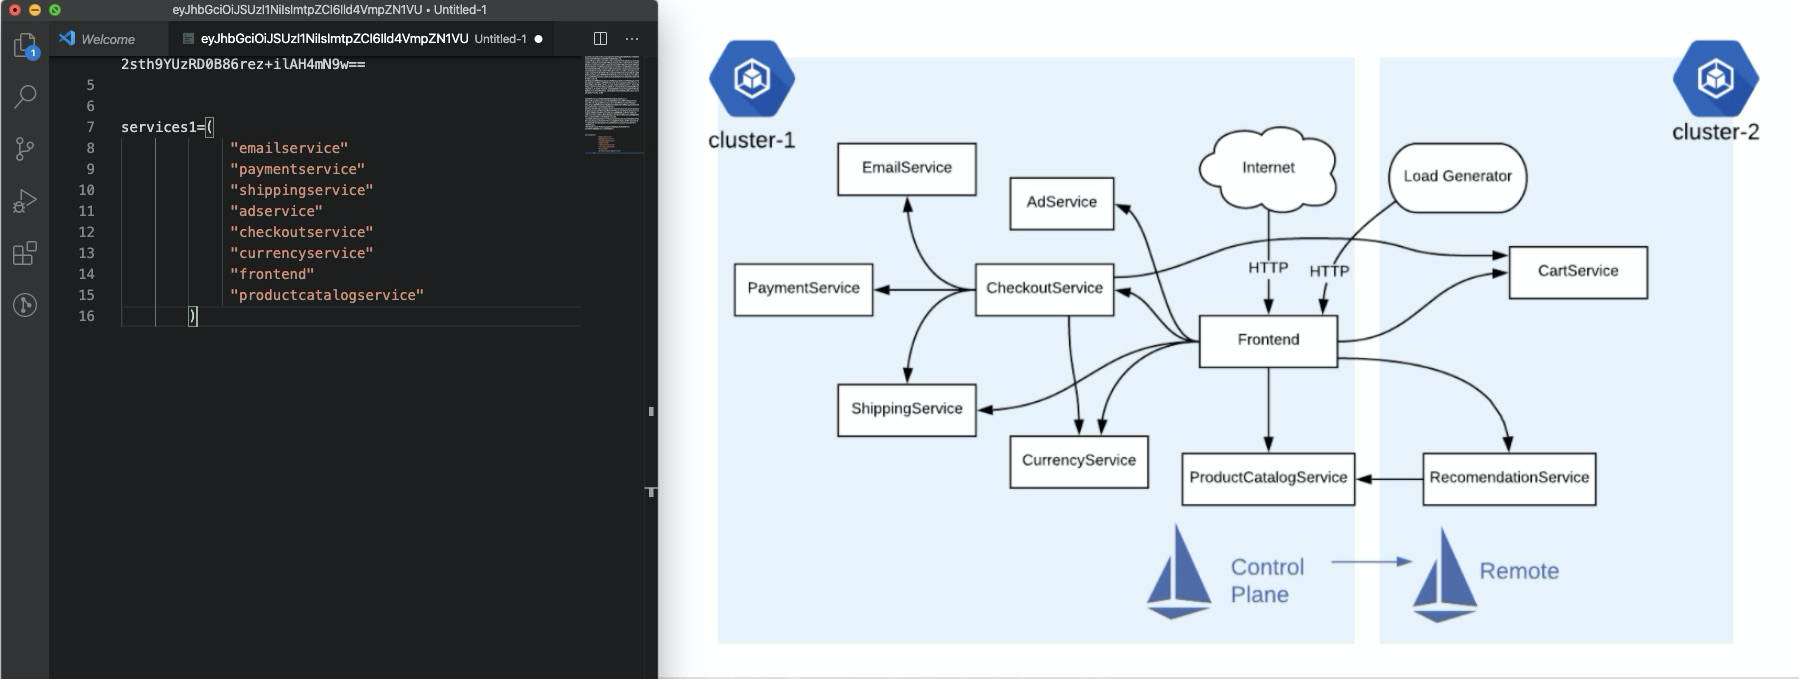 eyJhbGciOiJSUzI1NiIsImtpZCI6Ild4VmpZN1VU • Untitled-1
Welcome
eyJhbGciOiJSUzI1NiIsImtpZCI6Ild4VmpZN1VU Untitled-1
1
2sth9YUzRD0B86rez+ilAH4mN9w==
5
6
7 services1=(
8 "emailservice"
9 "paymentservice"
10 "shippingservice"
11 "adservice"
12 "checkoutservice"
13 "currencyservice"
14 "frontend"
15 "productcatalogservice"
16 )
cluster-1
cluster-2
EmailService
Internet
Load Generator
AdService
HTTP
HTTP
CartService
PaymentService
CheckoutService
Frontend
ShippingService
CurrencyService
ProductCatalogService
RecomendationService
Control
Plane
Remote